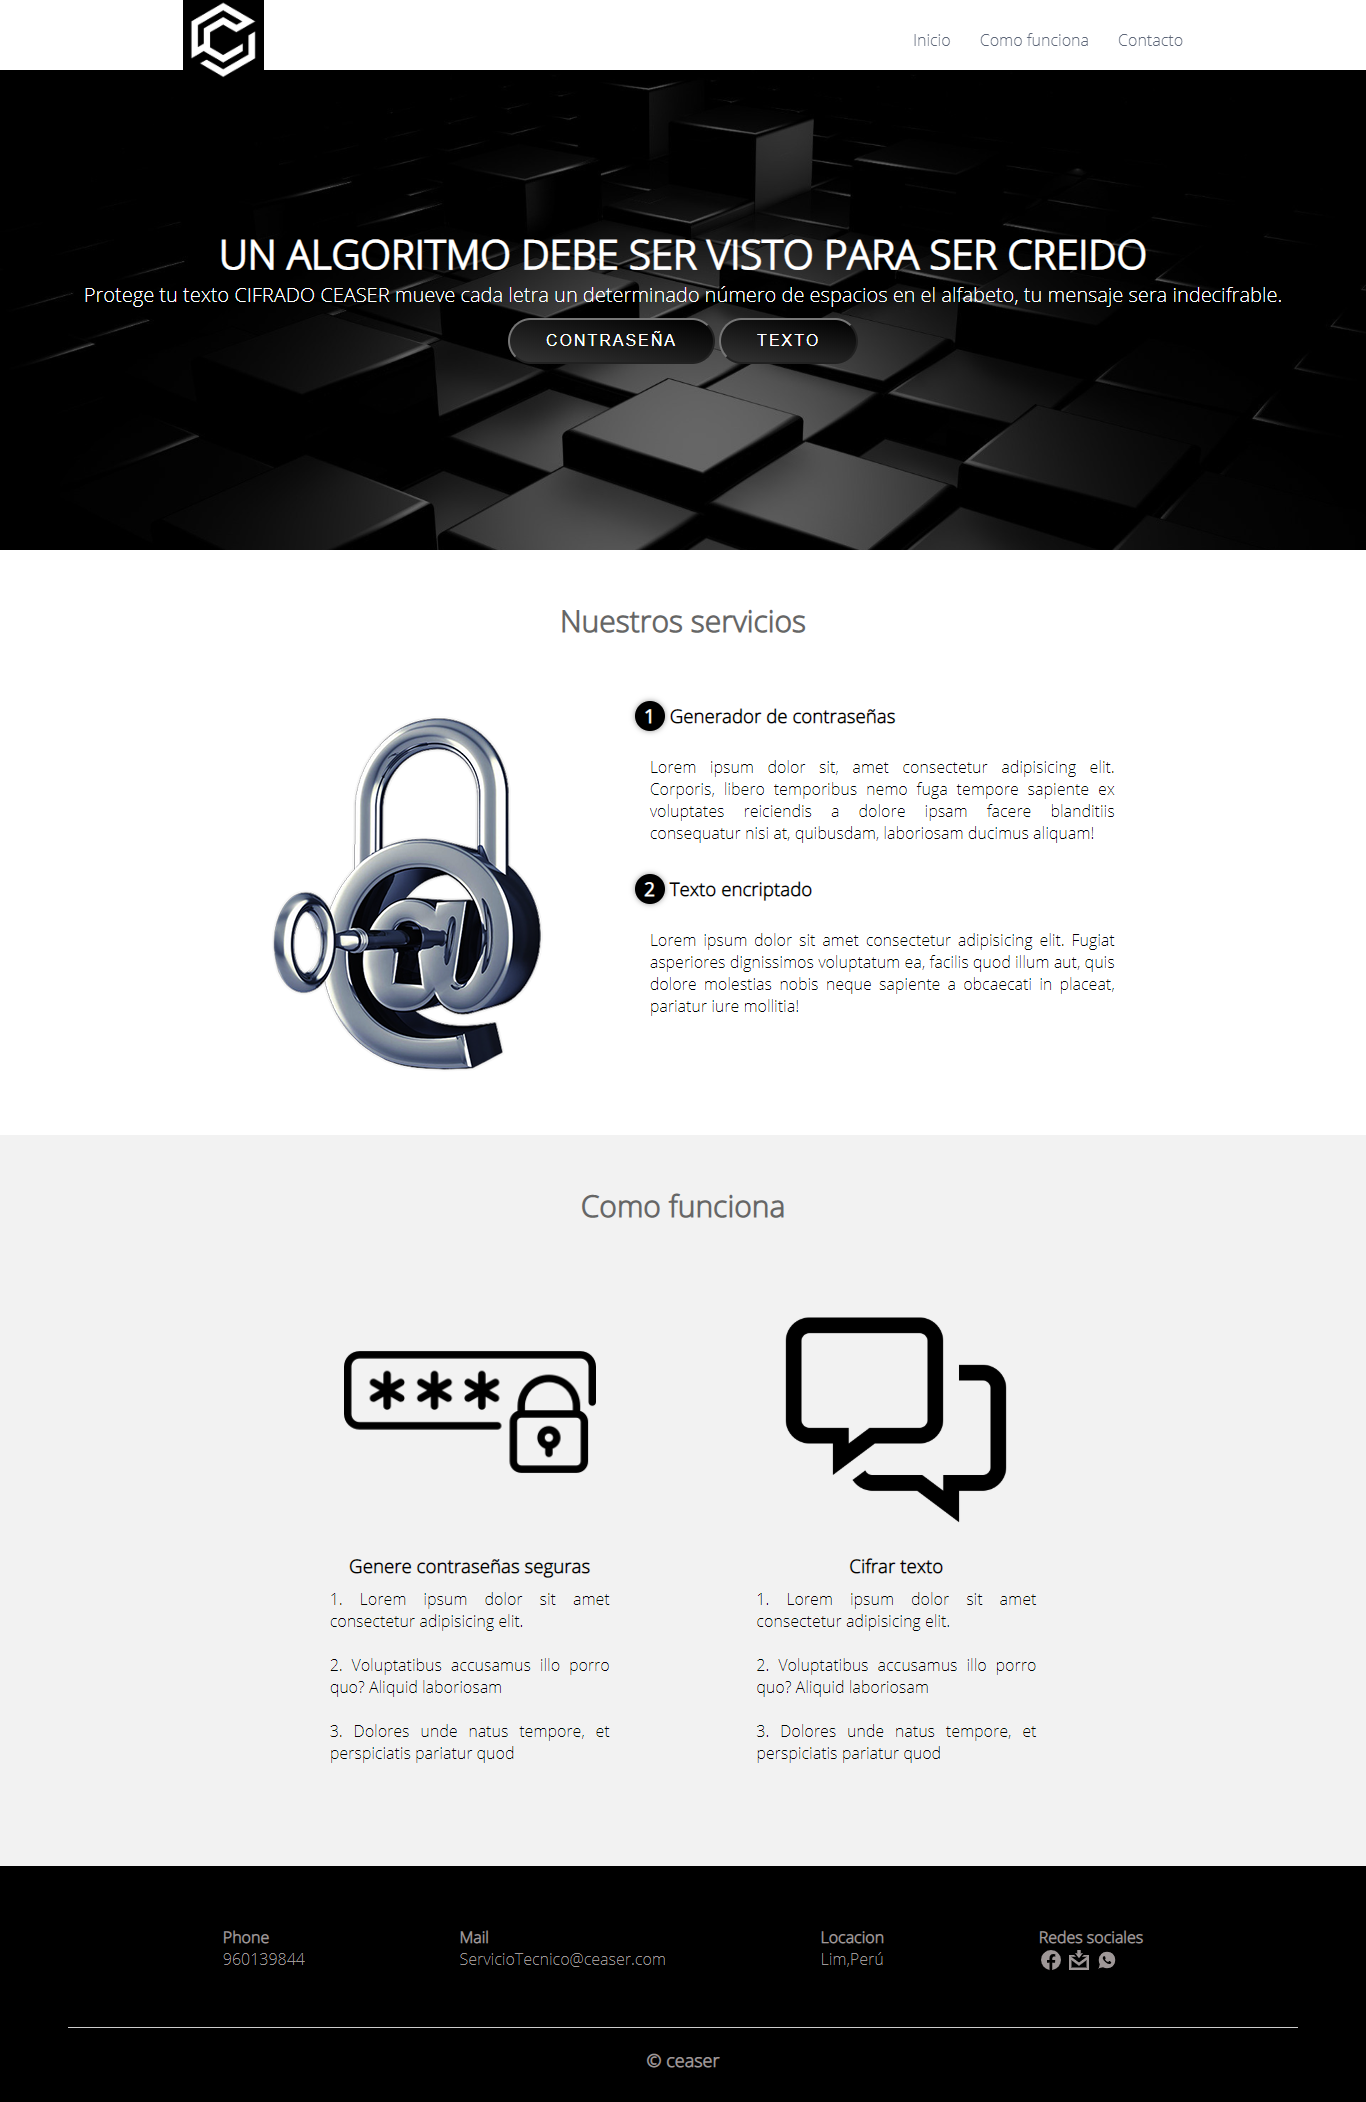 Inicio Como funciona Contacto
UN ALGORITMO DEBE SER VISTO PARA SER CREIDO
Protege tu texto CIFRADO CEASER mueve cada letra un determinado número de espacios en el alfabeto, tu mensaje sera indecifrable.
CONTRASEÑA TEXTO
Nuestros servicios
1 Generador de contraseñas
Lorem ipsum dolor sit, amet consectetur adipisicing elit.
Corporis, libero temporibus nemo fuga tempore sapiente ex
voluptates reiciendis a dolore ipsam facere blanditiis
consequatur nisi at, quibusdam, laboriosam ducimus aliquam!
2 Texto encriptado
Lorem ipsum dolor sit amet consectetur adipisicing elit. Fugiat
asperiores dignissimos voluptatum ea, facilis quod illum aut, quis
dolore molestias nobis neque sapiente a obcaecati in placeat,
pariatur iure mollitia!
Como funciona
Genere contraseñas seguras
1. Lorem ipsum dolor sit amet
consectetur adipisicing elit.
2. Voluptatibus accusamus illo porro
quo? Aliquid laboriosam
3. Dolores unde natus tempore, et
perspiciatis pariatur quod
Cifrar texto
1. Lorem ipsum dolor sit amet
consectetur adipisicing elit.
2. Voluptatibus accusamus illo porro
quo? Aliquid laboriosam
3. Dolores unde natus tempore, et
perspiciatis pariatur quod
Phone
960139844
Mail
ServicioTecnico@ceaser.com
Locacion
Lim,Perú
Redes sociales
© ceaser